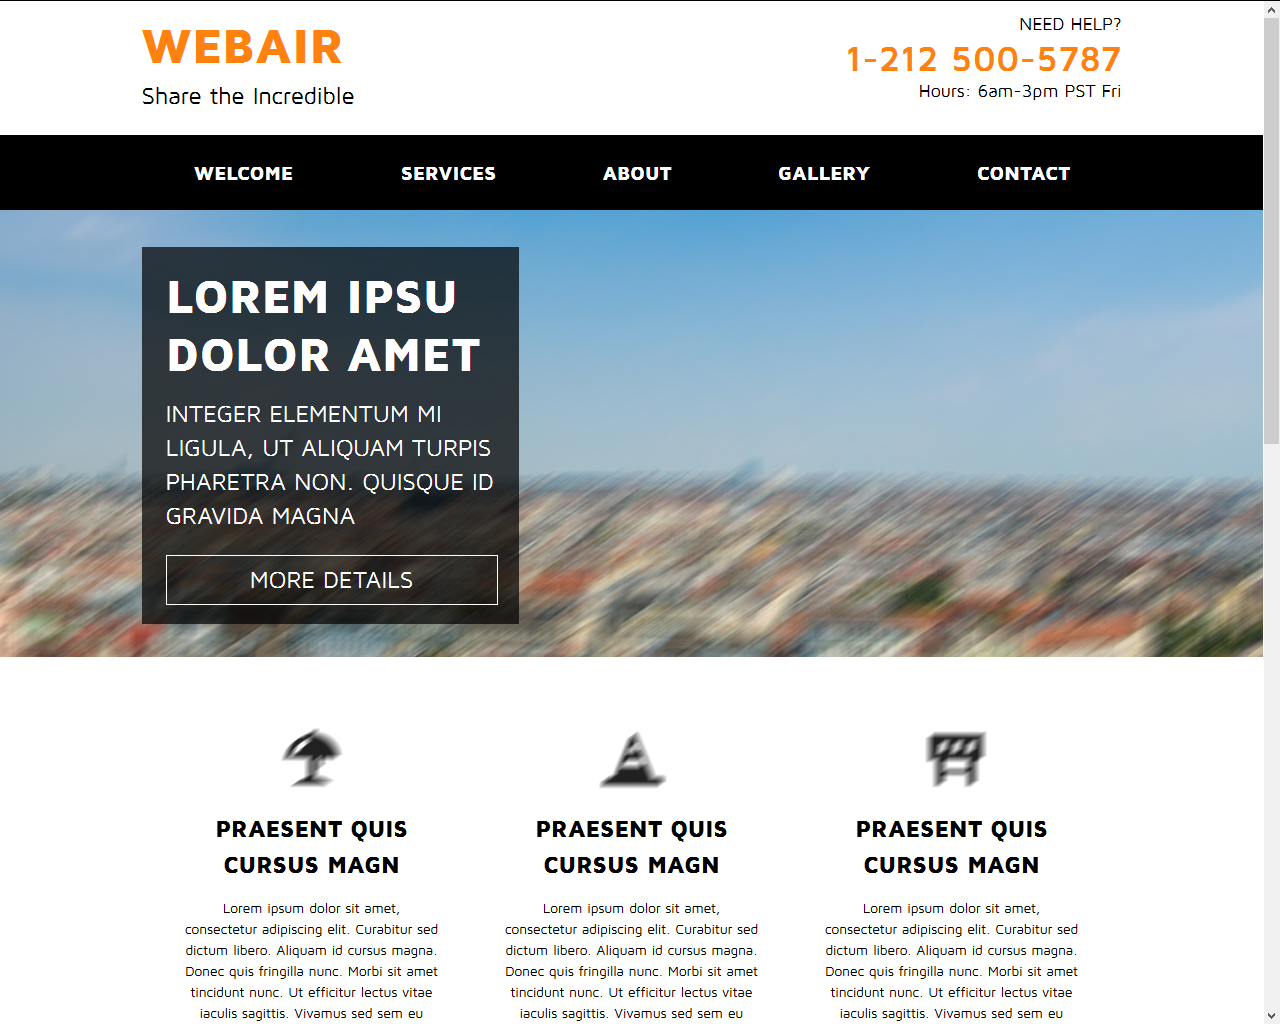 WEBAIR
Share the Incredible
NEED HELP?
1-212 500-5787
Hours: 6am-3pm PST Fri
WELCOME SERVICES ABOUT GALLERY CONTACT
LOREM IPSU
DOLOR AMET
INTEGER ELEMENTUM MI
LIGULA, UT ALIQUAM TURPIS
PHARETRA NON. QUISQUE ID
GRAVIDA MAGNA
MORE DETAILS
PRAESENT QUIS
CURSUS MAGN
Lorem ipsum dolor sit amet,
consectetur adipiscing elit. Curabitur sed
dictum libero. Aliquam id cursus magna.
Donec quis fringilla nunc. Morbi sit amet
tincidunt nunc. Ut efficitur lectus vitae
iaculis sagittis. Vivamus sed sem eu
PRAESENT QUIS
CURSUS MAGN
Lorem ipsum dolor sit amet,
consectetur adipiscing elit. Curabitur sed
dictum libero. Aliquam id cursus magna.
Donec quis fringilla nunc. Morbi sit amet
tincidunt nunc. Ut efficitur lectus vitae
iaculis sagittis. Vivamus sed sem eu
PRAESENT QUIS
CURSUS MAGN
Lorem ipsum dolor sit amet,
consectetur adipiscing elit. Curabitur sed
dictum libero. Aliquam id cursus magna.
Donec quis fringilla nunc. Morbi sit amet
tincidunt nunc. Ut efficitur lectus vitae
iaculis sagittis. Vivamus sed sem eu